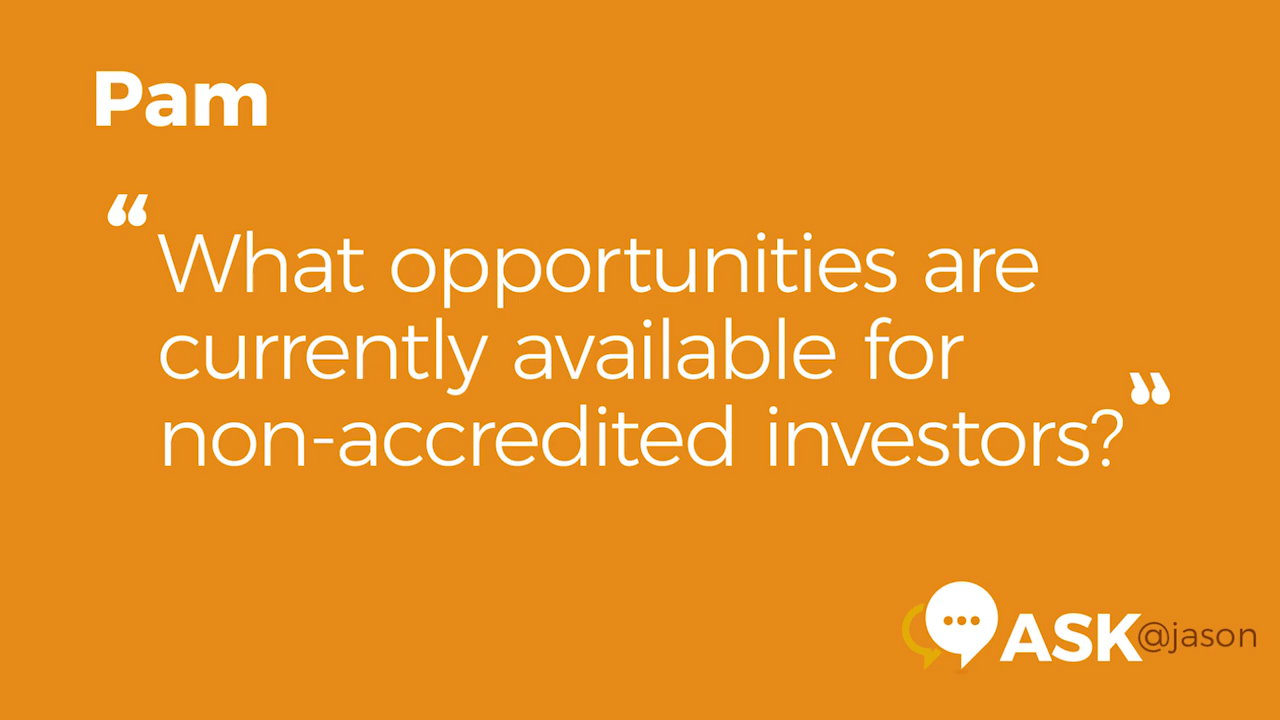 Pam
“What opportunities are
currently available for
non-accredited investors?”
ASK@jason